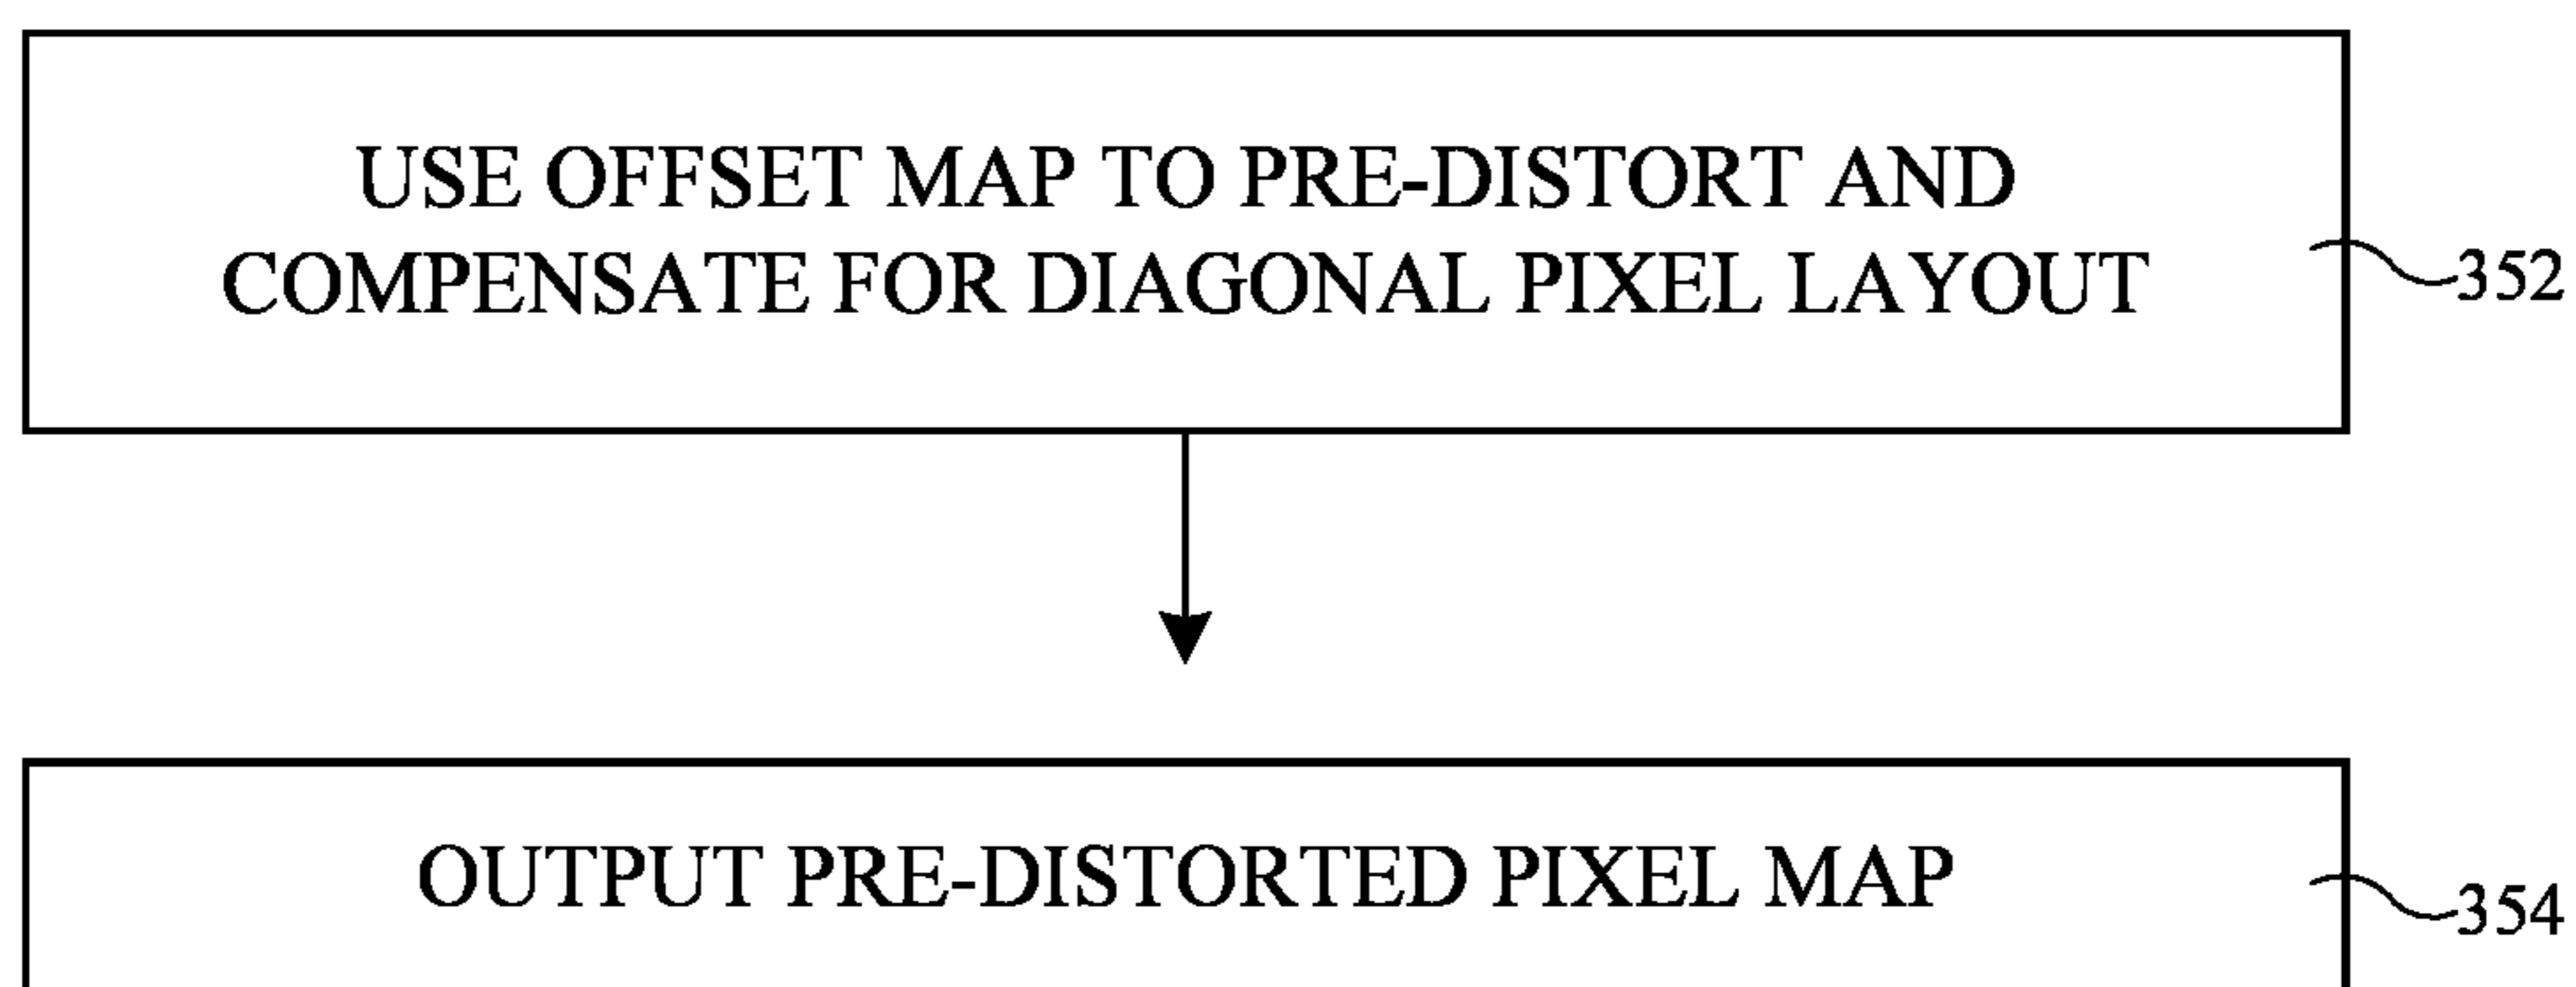 USE OFFSET MAP TO PRE-DISTORT AND
COMPENSATE FOR DIAGONAL PIXEL LAYOUT
352
OUTPUT PRE-DISTORTED PIXEL MAP
354